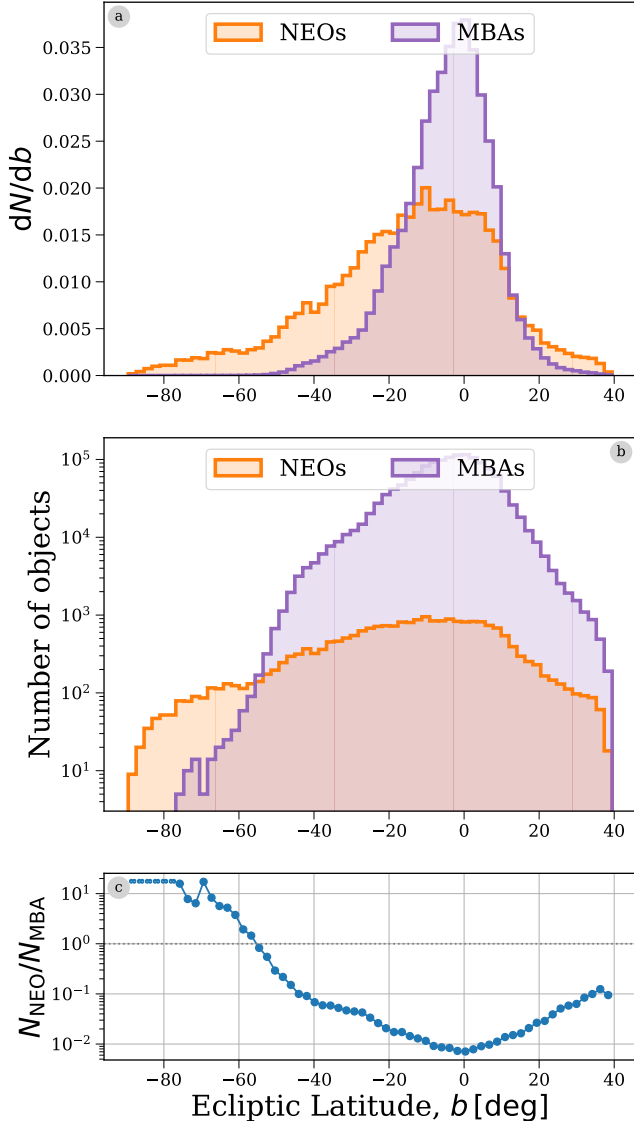 a
NEOs MBAs
0.035
0.030
0.025
0.020
0.015
0.010
0.005
0.000
dN/db
−80 −60 −40 −20 0 20 40
b
NEOs MBAs
10⁵
10⁴
10³
10²
10¹
Number of objects
−80 −60 −40 −20 0 20 40
c
10¹
10⁰
10⁻¹
10⁻²
N_NEO/N_MBA
−80 −60 −40 −20 0 20 40
Ecliptic Latitude, b [deg]